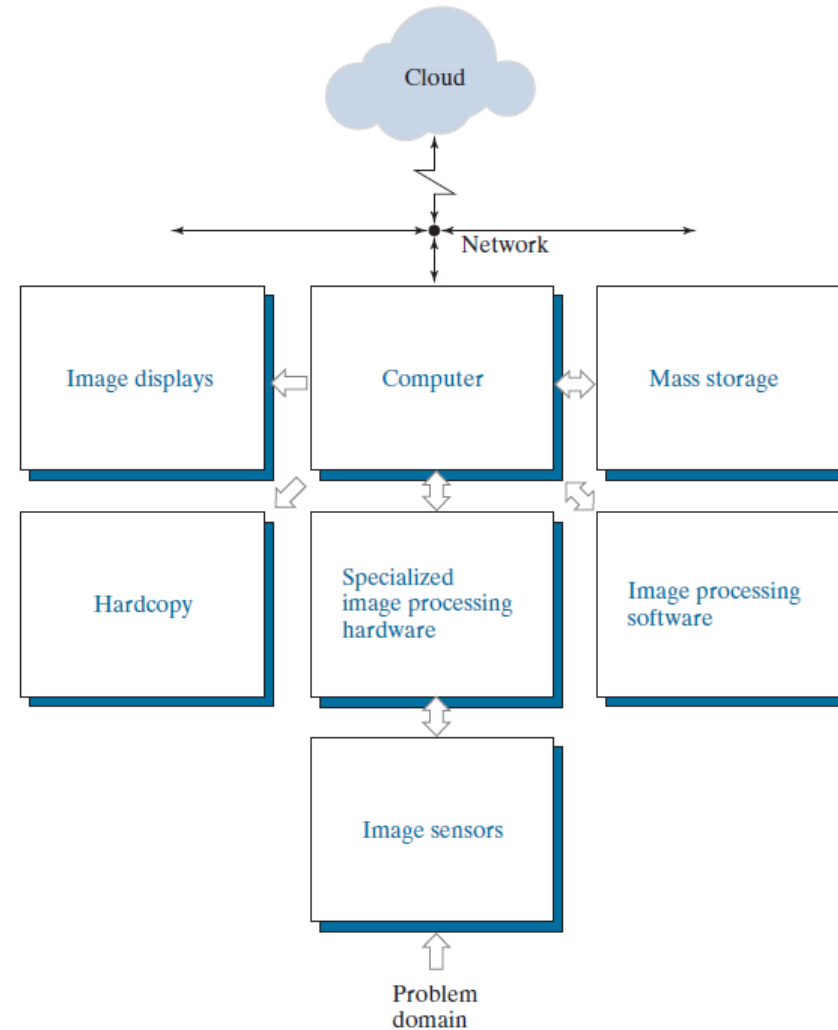 Cloud
Network
Image displays
Computer
Mass storage
Hardcopy
Specialized
image processing
hardware
Image processing
software
Image sensors
Problem
domain